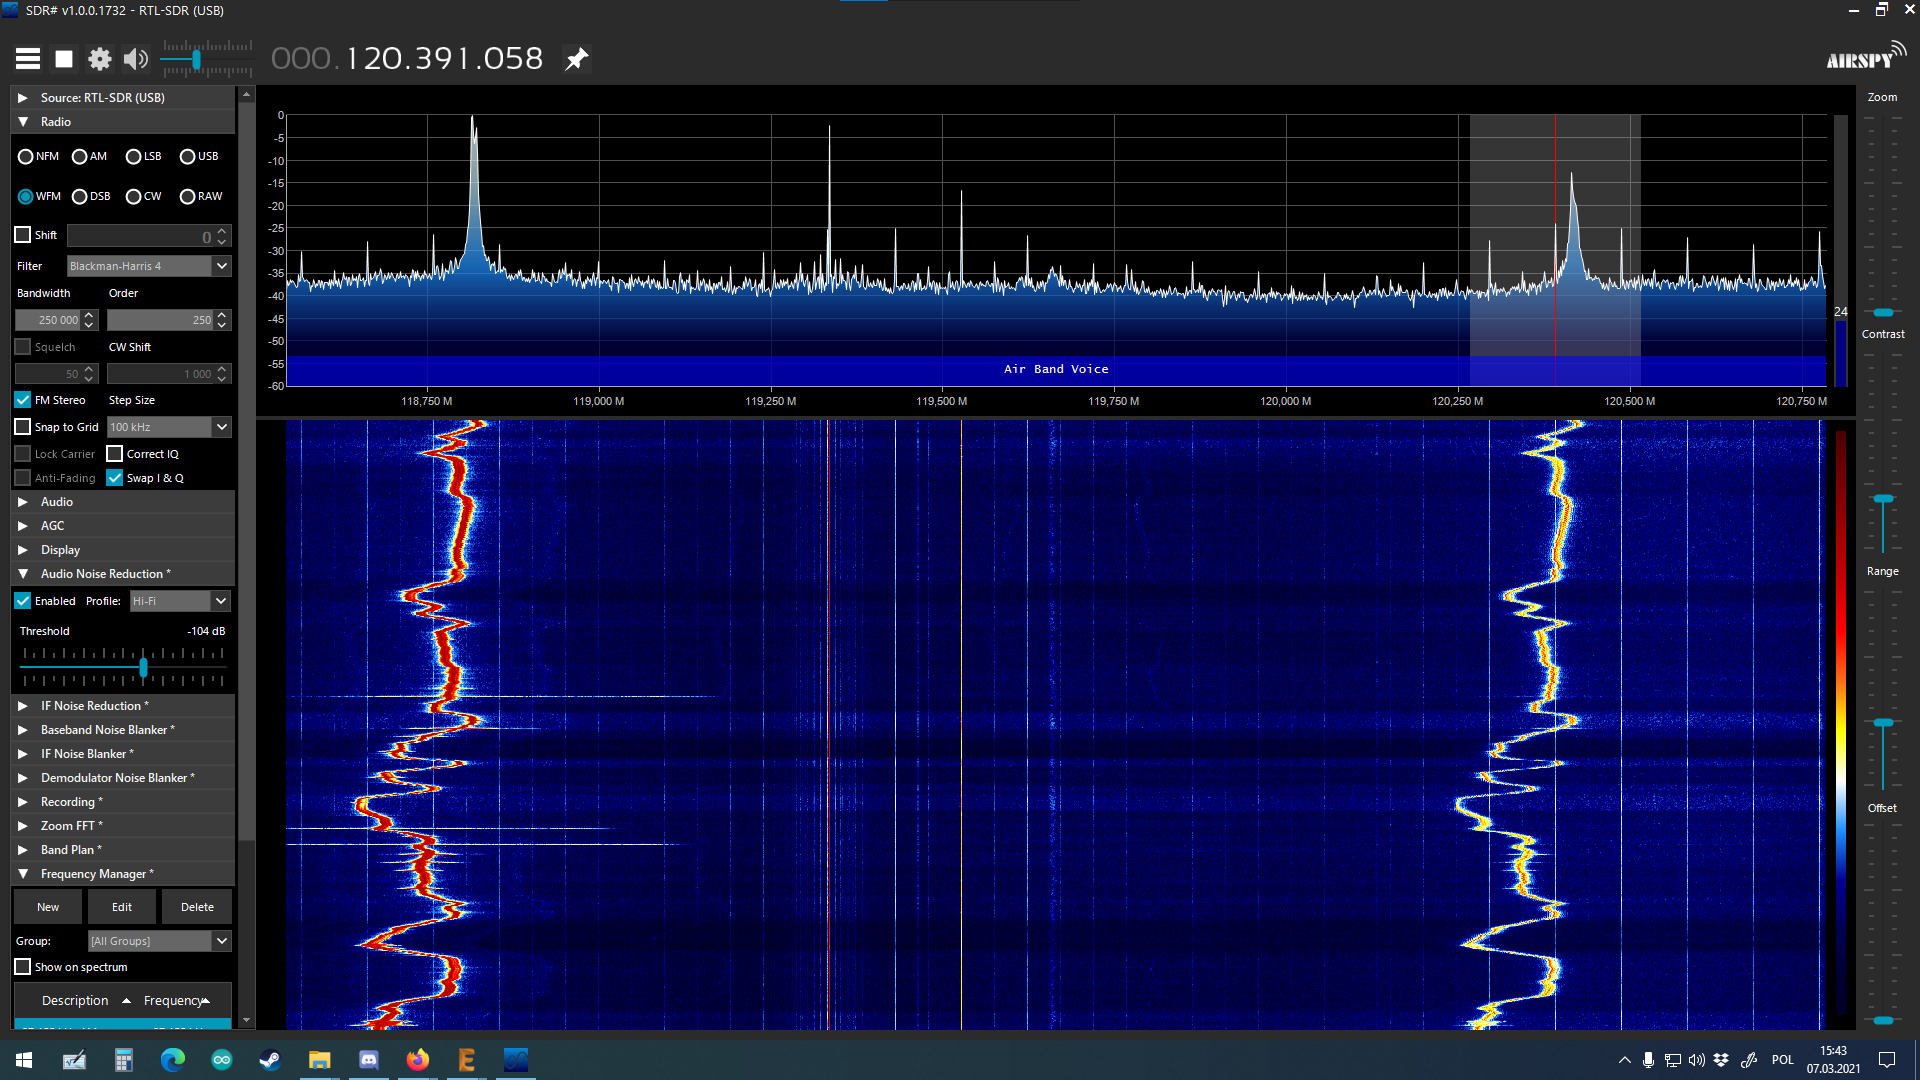 SDR# v1.0.0.1732 - RTL-SDR (USB)
000.120.391.058
AIRSPY
Source: RTL-SDR (USB)
Radio
NFM AM LSB USB
WFM DSB CW RAW
Shift 0
Filter Blackman-Harris 4
Bandwidth Order
250 000 250
Squelch CW Shift
50 1 000
FM Stereo Step Size
Snap to Grid 100 kHz
Lock Carrier Correct IQ
Anti-Fading Swap I & Q
Audio
AGC
Display
Audio Noise Reduction *
Enabled Profile: Hi-Fi
Threshold -104 dB
IF Noise Reduction *
Baseband Noise Blanker *
IF Noise Blanker *
Demodulator Noise Blanker *
Recording *
Zoom FFT *
Band Plan *
Frequency Manager *
New Edit Delete
Group: [All Groups]
Show on spectrum
Description Frequency
0
-5
-10
-15
-20
-25
-30
-35
-40
-45
-50
-55
-60
Air Band Voice
118,750 M 119,000 M 119,250 M 119,500 M 119,750 M 120,000 M 120,250 M 120,500 M 120,750 M
24
Zoom
Contrast
Range
Offset
POL
15:43
07.03.2021